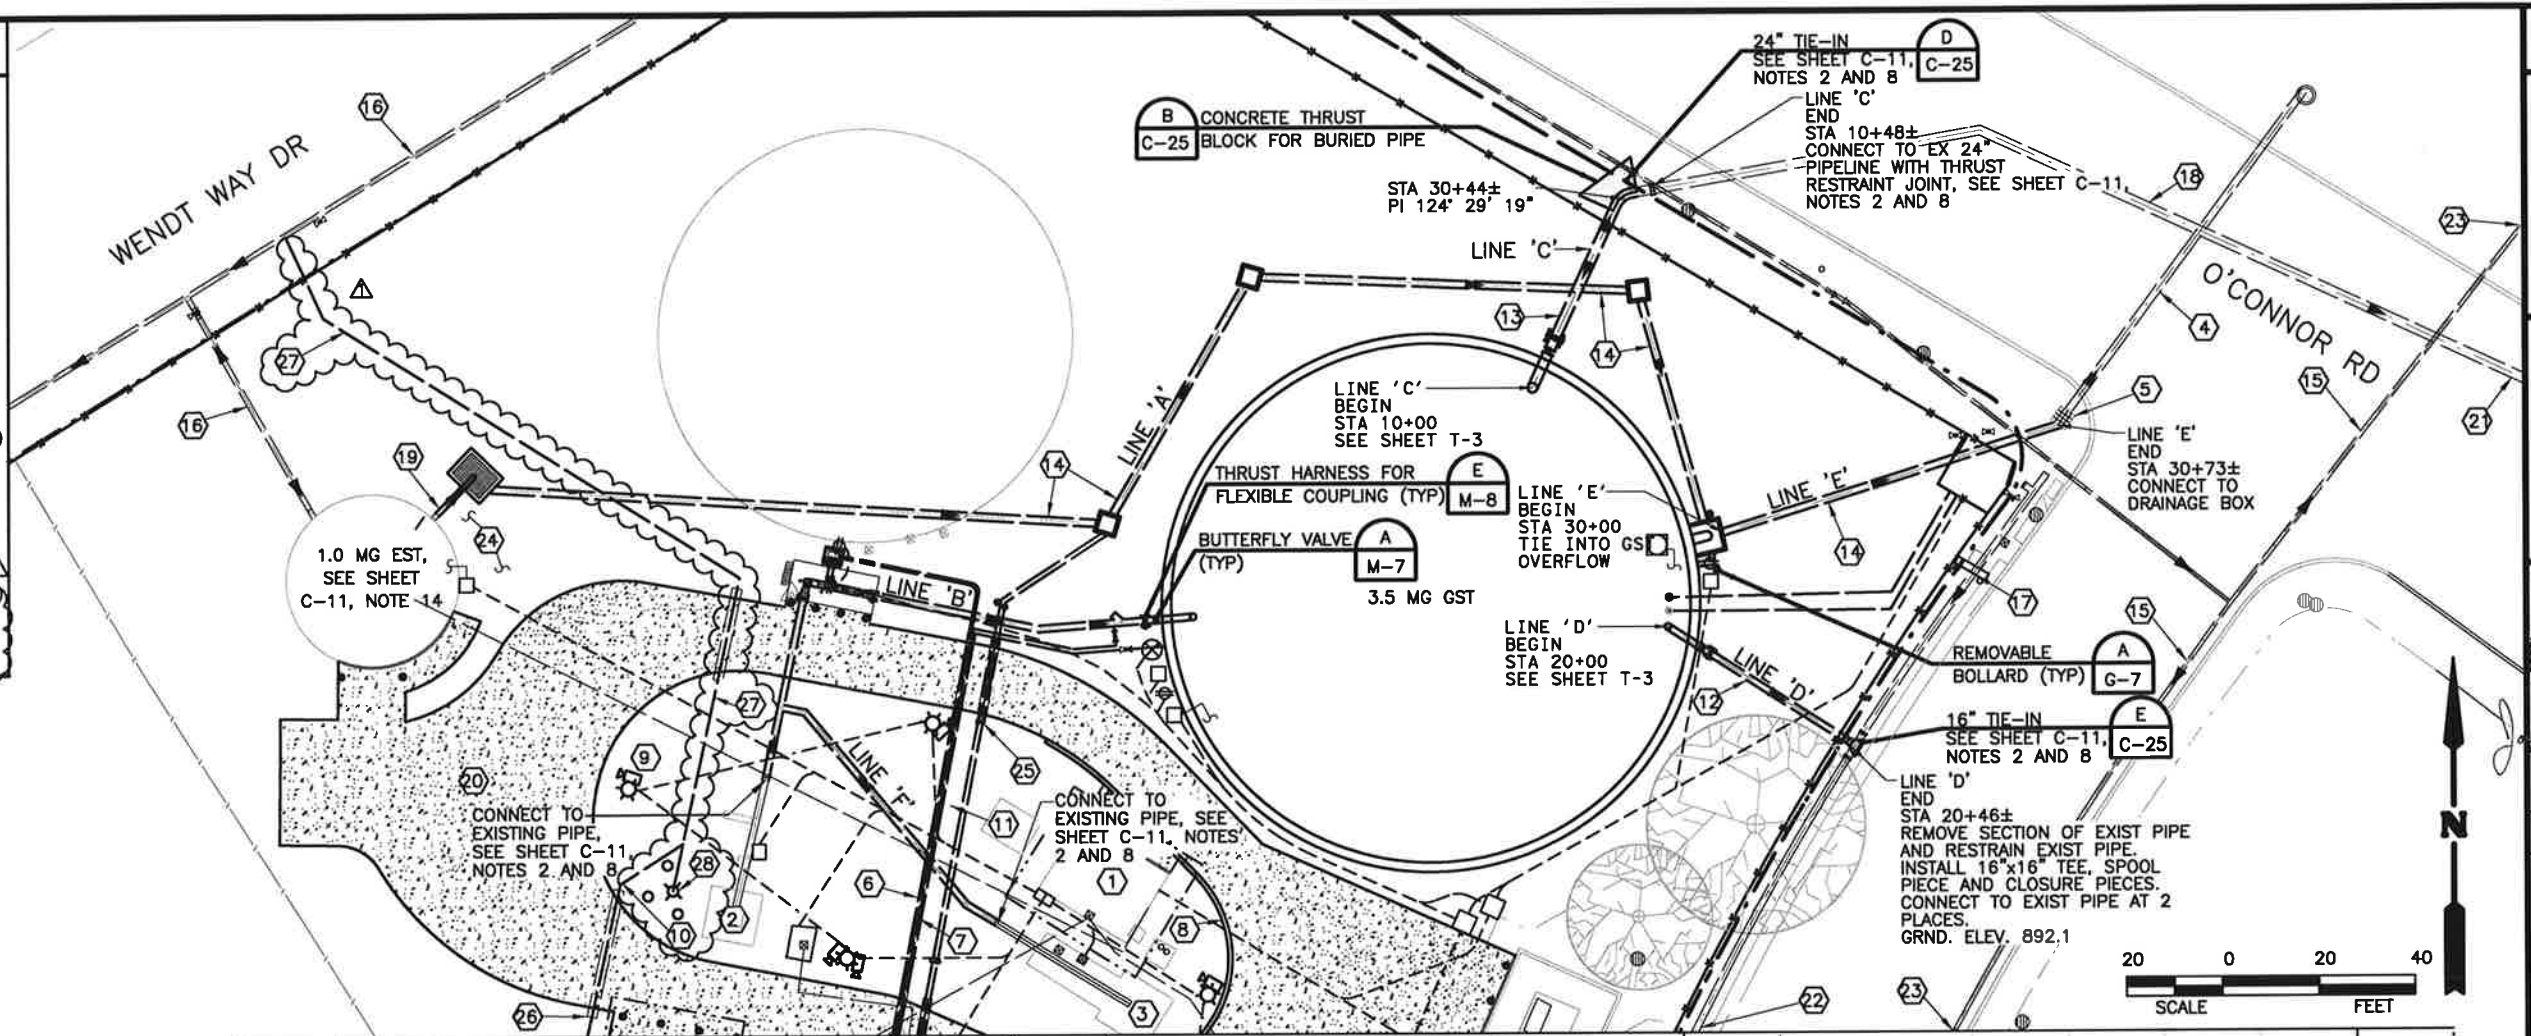 WENDT WAY DR
16
24" TIE-IN
SEE SHEET C-11,
NOTES 2 AND 8
D
C-25
B
C-25
CONCRETE THRUST
BLOCK FOR BURIED PIPE
LINE 'C'
END
STA 10+48±
CONNECT TO EX 24"
PIPELINE WITH THRUST
RESTRAINT JOINT, SEE SHEET C-11,
NOTES 2 AND 8
STA 30+44±
PI 124° 29' 19"
LINE 'C'
18
23
O'CONNOR RD
4
15
5
21
27
16
19
24
1.0 MG EST,
SEE SHEET
C-11, NOTE 14
14
LINE 'A'
13
14
LINE 'C'
BEGIN
STA 10+00
SEE SHEET T-3
THRUST HARNESS FOR
FLEXIBLE COUPLING (TYP)
E
M-8
BUTTERFLY VALVE
(TYP)
A
M-7
3.5 MG GST
LINE 'E'
BEGIN
STA 30+00
TIE INTO
OVERFLOW
GS
LINE 'E'
14
LINE 'E'
END
STA 30+73±
CONNECT TO
DRAINAGE BOX
17
15
LINE 'B'
LINE 'D'
BEGIN
STA 20+00
SEE SHEET T-3
LINE 'D'
12
REMOVABLE
BOLLARD (TYP)
A
G-7
16" TIE-IN
SEE SHEET C-11,
NOTES 2 AND 8
E
C-25
LINE 'D'
END
STA 20+46±
REMOVE SECTION OF EXIST PIPE
AND RESTRAIN EXIST PIPE.
INSTALL 16"x16" TEE, SPOOL
PIECE AND CLOSURE PIECES.
CONNECT TO EXIST PIPE AT 2
PLACES.
GRND. ELEV. 892.1
27
9
20
LINE 'F'
25
11
CONNECT TO
EXISTING PIPE,
SEE SHEET C-11,
NOTES 2 AND 8
CONNECT TO
EXISTING PIPE, SEE
SHEET C-11, NOTES
2 AND 8
28
6
1
2
10
7
8
26
3
22
23
N
20 0 20 40
SCALE FEET